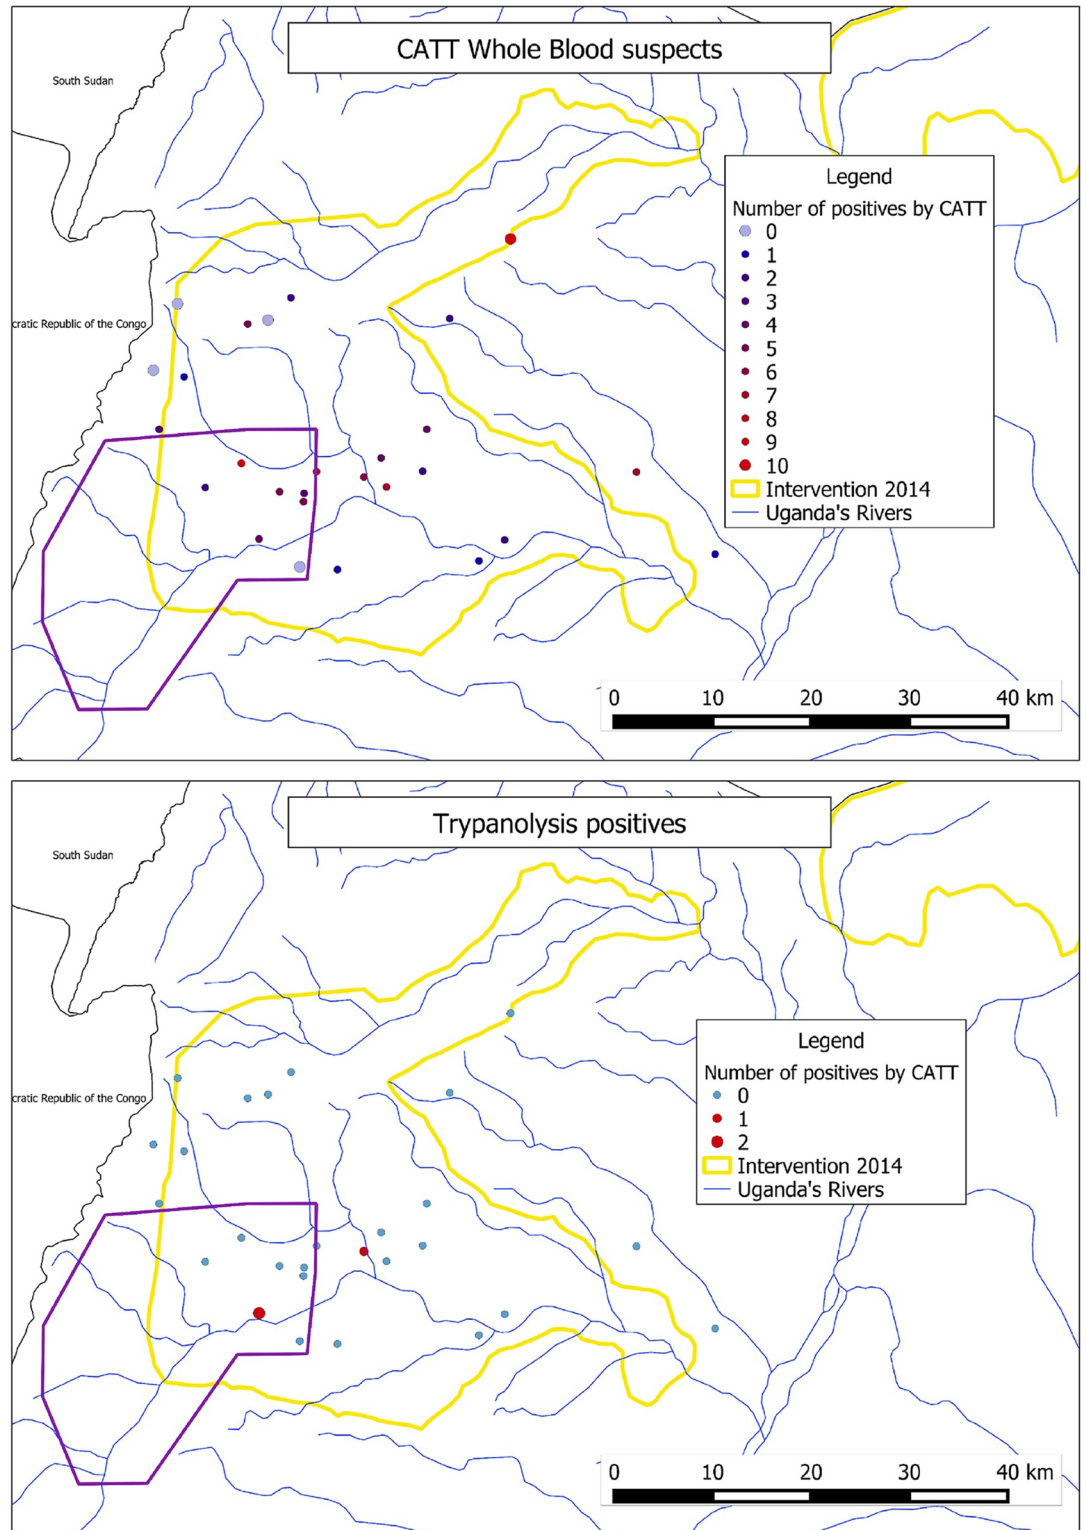 CATT Whole Blood suspects
South Sudan
Legend
Number of positives by CATT
0
1
2
3
4
5
6
7
8
9
10
Intervention 2014
Uganda's Rivers
cratic Republic of the Congo
0 10 20 30 40 km
Trypanolysis positives
South Sudan
Legend
Number of positives by CATT
0
1
2
Intervention 2014
Uganda's Rivers
cratic Republic of the Congo
0 10 20 30 40 km